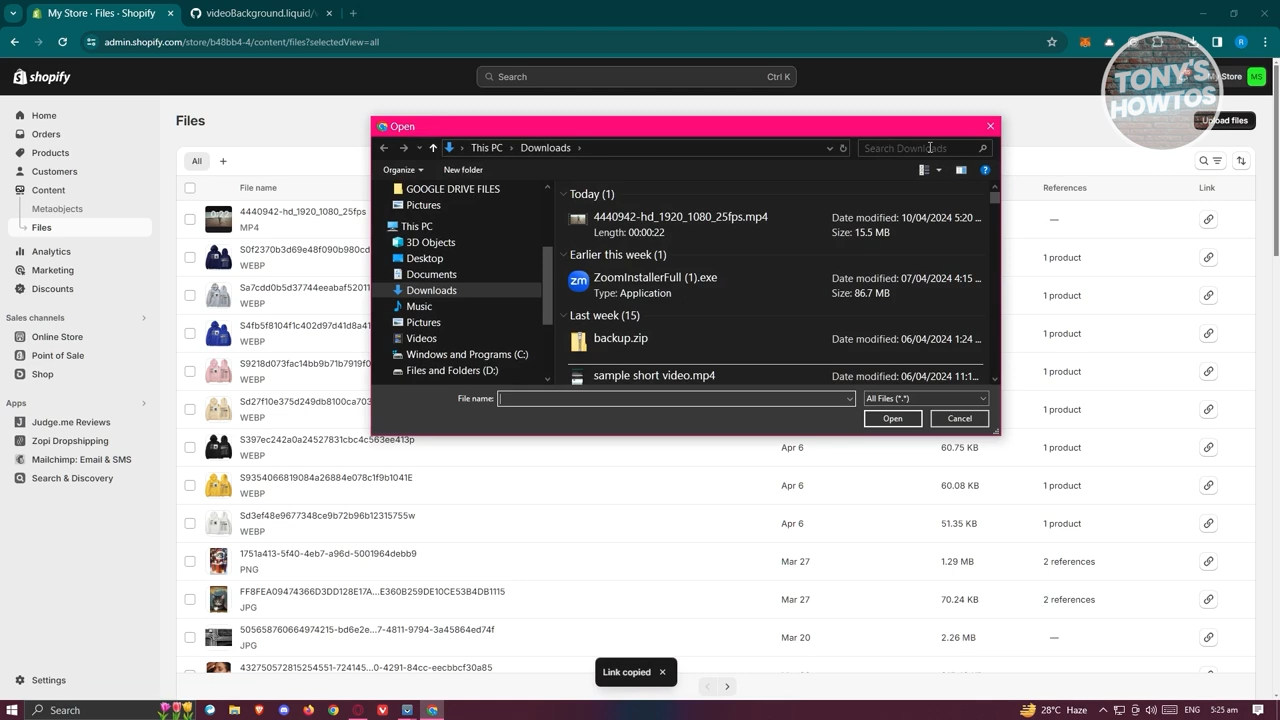 My Store · Files · Shopify
videoBackground.liquid/
admin.shopify.com/store/b48bb4-4/content/files?selectedView=all
R
shopify
Search
Ctrl K
My Store
MS
TONY'S
HOWTOS
Home
Orders
Products
Customers
Content
Metaobjects
Files
Analytics
Marketing
Discounts
Sales channels
Online Store
Point of Sale
Shop
Apps
Judge.me Reviews
Zopi Dropshipping
Mailchimp: Email & SMS
Search & Discovery
Settings
Files
Upload files
All
File name
References
Link
0:22
4440942-hd_1920_1080_25fps
MP4
—
S0f2370b3d69e48f090b980cd
WEBP
1 product
Sa7cdd0b5d37744eeabaf52011
WEBP
1 product
S4fb5f8104f1c402d97d41d8a41
WEBP
1 product
S9218d073fac14bb9b71b7919f0
WEBP
1 product
Sd27f10e375d249db8100ca703
WEBP
1 product
S397ec242a0a24527831cbc4c563ee413p
WEBP
Apr 6
60.75 KB
1 product
S9354066819084a26884e078c1f9b1041E
WEBP
Apr 6
60.08 KB
1 product
Sd3ef48e9677348ce9b72b96b12315755w
WEBP
Apr 6
51.35 KB
1 product
1751a413-5f40-4eb7-a96d-5001964debb9
PNG
Mar 27
1.29 MB
2 references
FF8FEA09474366D3DD128E17A...E360B259DE10CE53B4DB1115
JPG
Mar 27
70.24 KB
2 references
505658760664974215-bd6e2e...7-4811-9794-3a45864ed74f
JPG
Mar 20
2.26 MB
—
432750572815254551-724145...0-4291-84cc-eecbbcf30a85
Open
This PC
Downloads
Search Downloads
Organize
New folder
GOOGLE DRIVE FILES
Pictures
This PC
3D Objects
Desktop
Documents
Downloads
Music
Pictures
Videos
Windows and Programs (C:)
Files and Folders (D:)
Today (1)
4440942-hd_1920_1080_25fps.mp4
Length: 00:00:22
Date modified: 10/04/2024 5:20 ...
Size: 15.5 MB
Earlier this week (1)
zm
ZoomInstallerFull (1).exe
Type: Application
Date modified: 07/04/2024 4:15 ...
Size: 86.7 MB
Last week (15)
backup.zip
Date modified: 06/04/2024 1:24 ...
sample short video.mp4
Date modified: 06/04/2024 11:1...
File name:
All Files (*.*)
Open
Cancel
Link copied
Search
28°C Haze
ENG
5:25 am